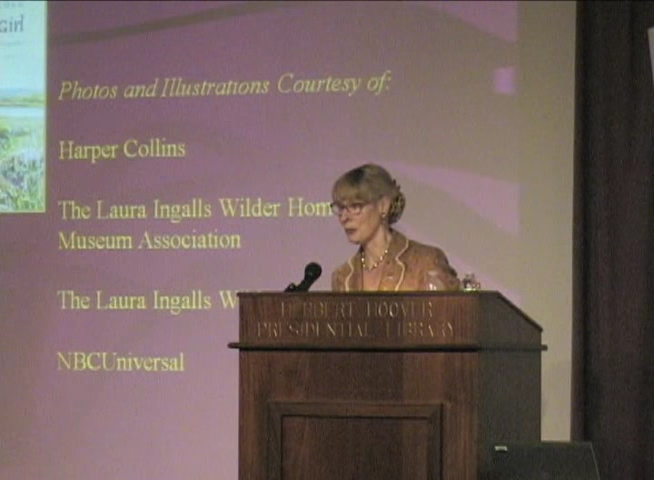 Girl
Photos and Illustrations Courtesy of:
Harper Collins
The Laura Ingalls Wilder
Museum Association
The Laura Ingalls
NBCUniversal
HERBERT HOOVER
PRESIDENTIAL LIBRARY